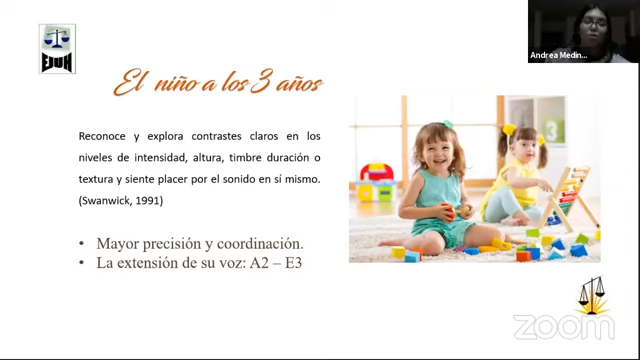 Andrea Medin...
EJUH
El niño a los 3 años
Reconoce y explora contrastes claros en los
niveles de intensidad, altura, timbre duración o
textura y siente placer por el sonido en sí mismo.
(Swanwick, 1991)
• Mayor precisión y coordinación.
• La extensión de su voz: A2 – E3
3
zoom